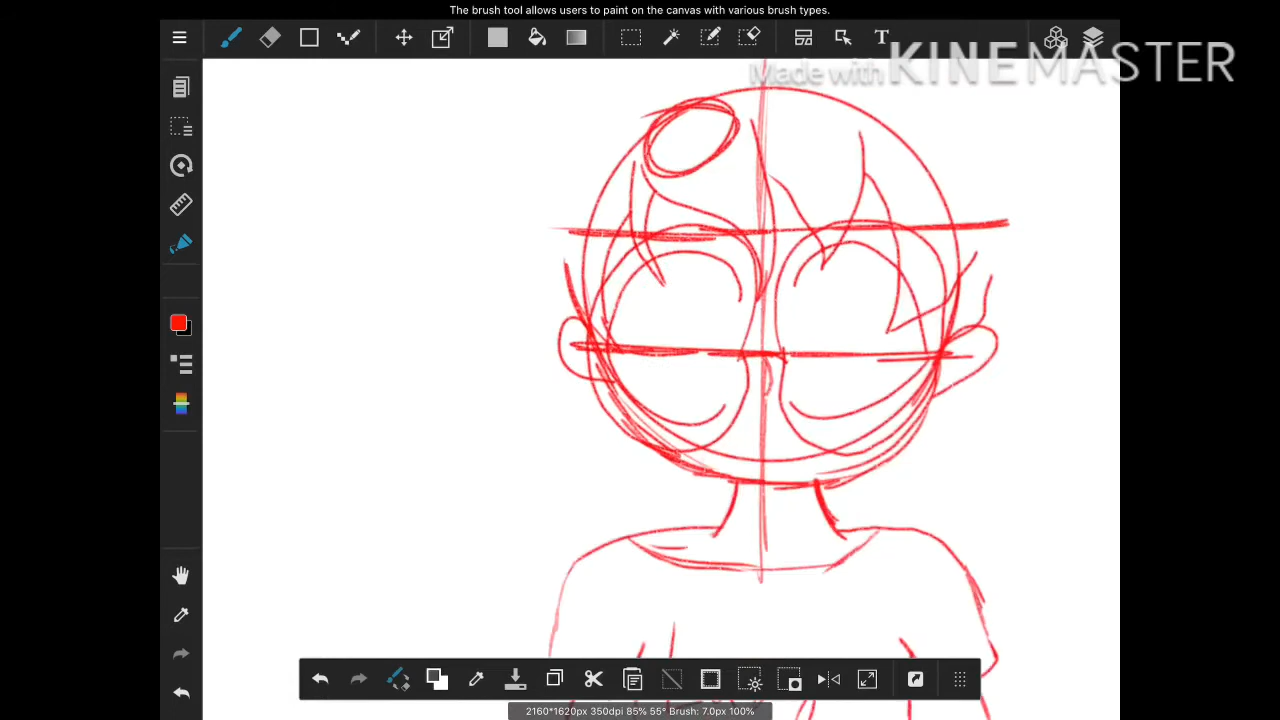 The brush tool allows users to paint on the canvas with various brush types.
T
Made with KINEMASTER
2160*1620px 350dpi 85% 55° Brush: 7.0px 100%